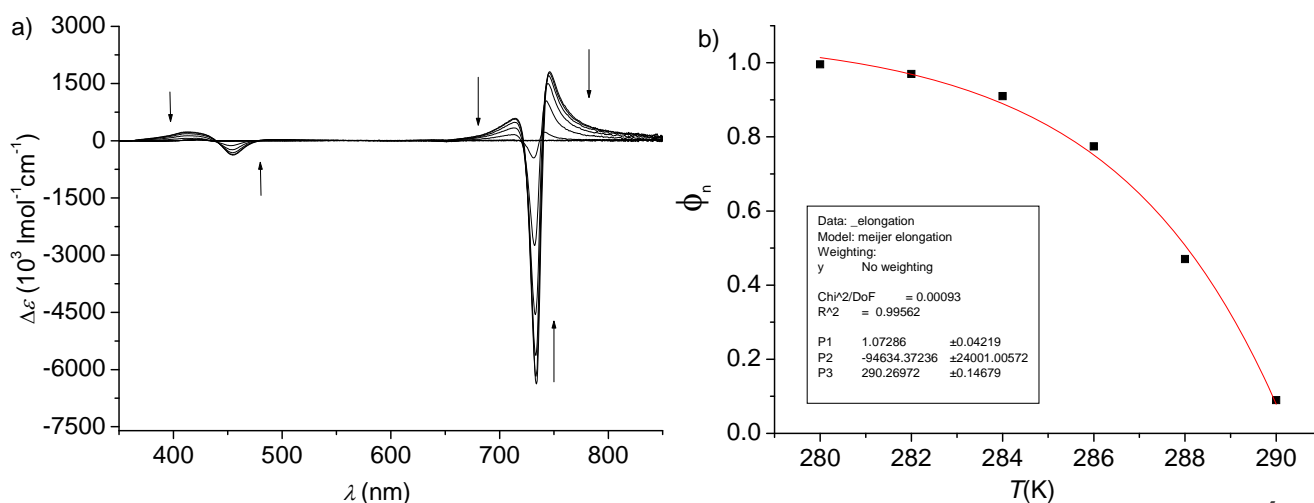 a)
3000
1500
0
-1500
-3000
-4500
-6000
-7500
Δε (10³ lmol⁻¹cm⁻¹)
400
500
600
700
800
λ (nm)
b)
1.0
0.8
0.6
0.4
0.2
0.0
ϕn
Data: _elongation
Model: meijer elongation
Weighting:
y No weighting
Chi^2/DoF = 0.00093
R^2 = 0.99562
P1 1.07286 ±0.04219
P2 -94634.37236 ±24001.00572
P3 290.26972 ±0.14679
280
282
284
286
288
290
T(K)